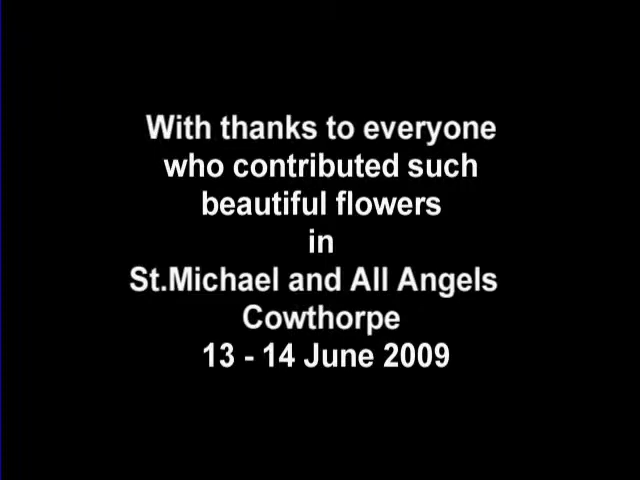 With thanks to everyone
who contributed such
beautiful flowers
in
St.Michael and All Angels
Cowthorpe
13 - 14 June 2009